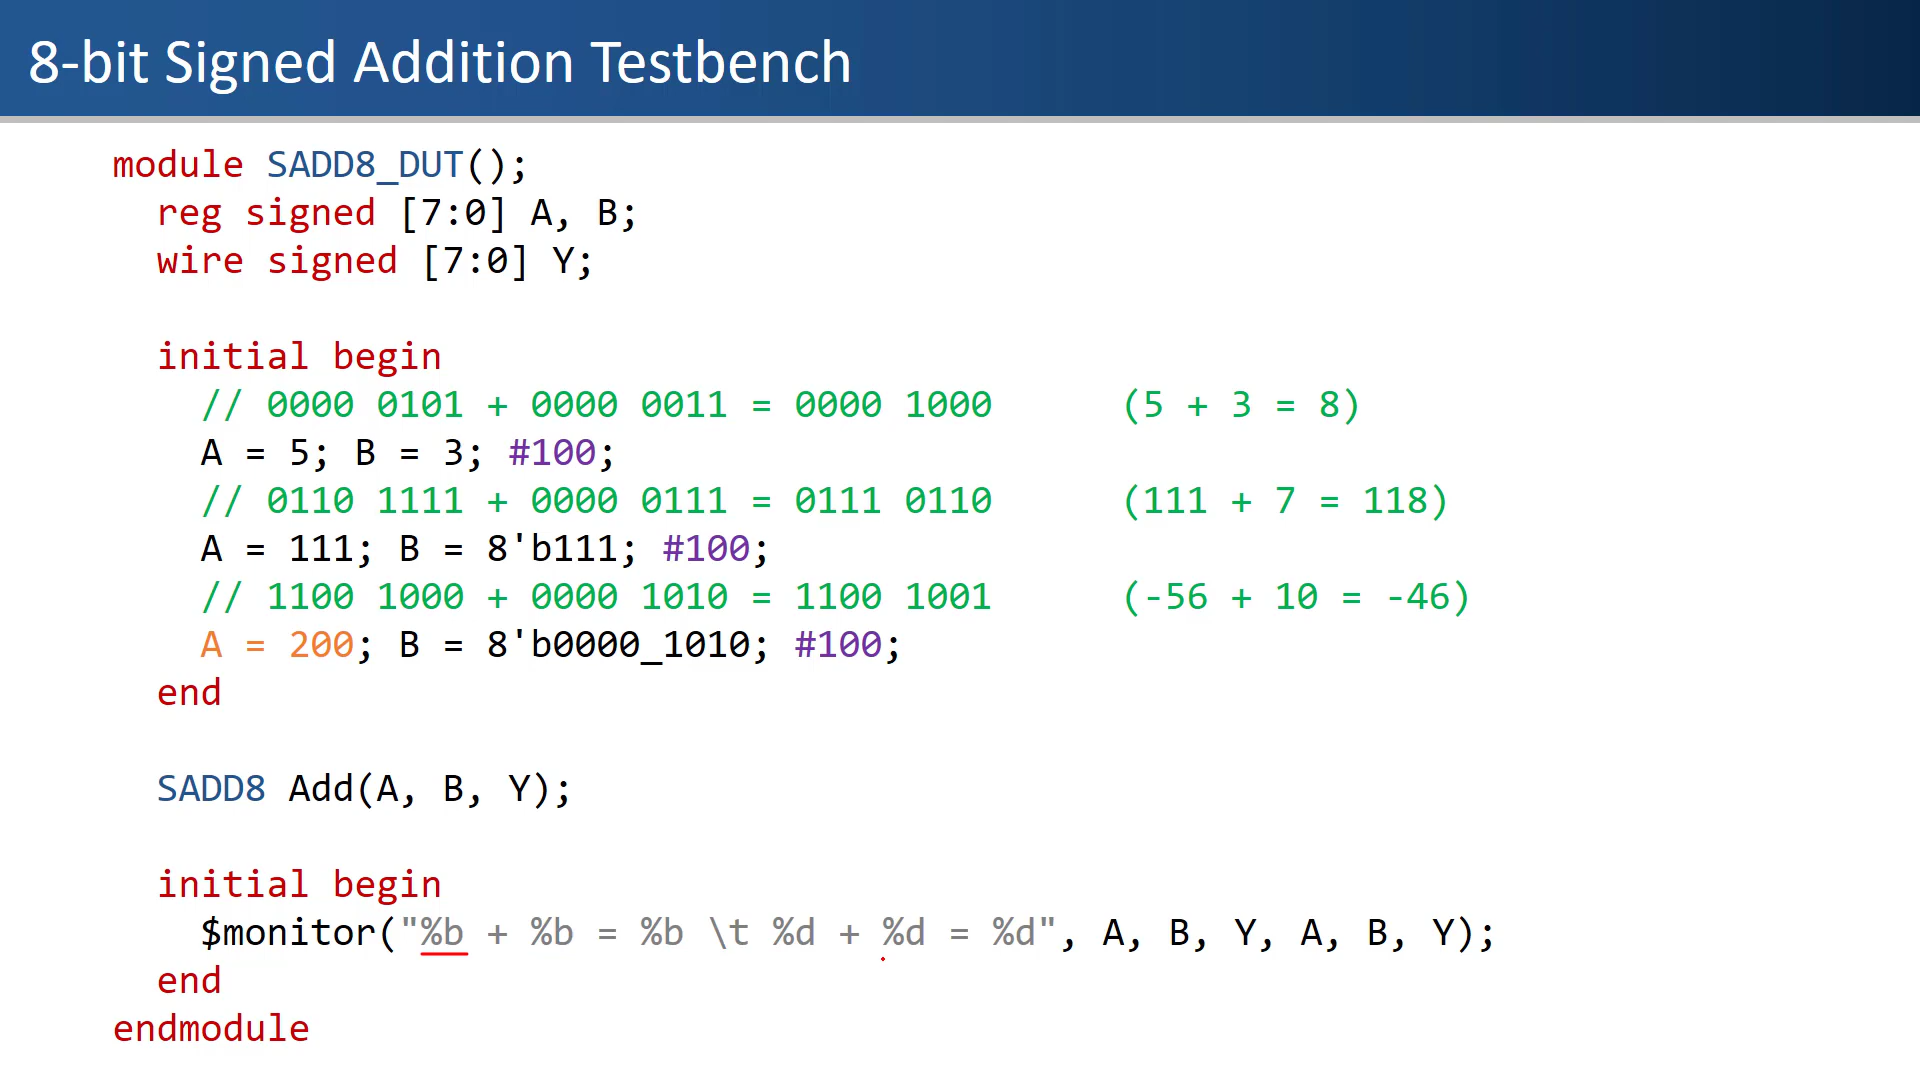 8-bit Signed Addition Testbench
module SADD8_DUT();
reg signed [7:0] A, B;
wire signed [7:0] Y;
initial begin
// 0000 0101 + 0000 0011 = 0000 1000 (5 + 3 = 8)
A = 5; B = 3; #100;
// 0110 1111 + 0000 0111 = 0111 0110 (111 + 7 = 118)
A = 111; B = 8'b111; #100;
// 1100 1000 + 0000 1010 = 1100 1001 (-56 + 10 = -46)
A = 200; B = 8'b0000_1010; #100;
end
SADD8 Add(A, B, Y);
initial begin
$monitor("%b + %b = %b \t %d + %d = %d", A, B, Y, A, B, Y);
end
endmodule